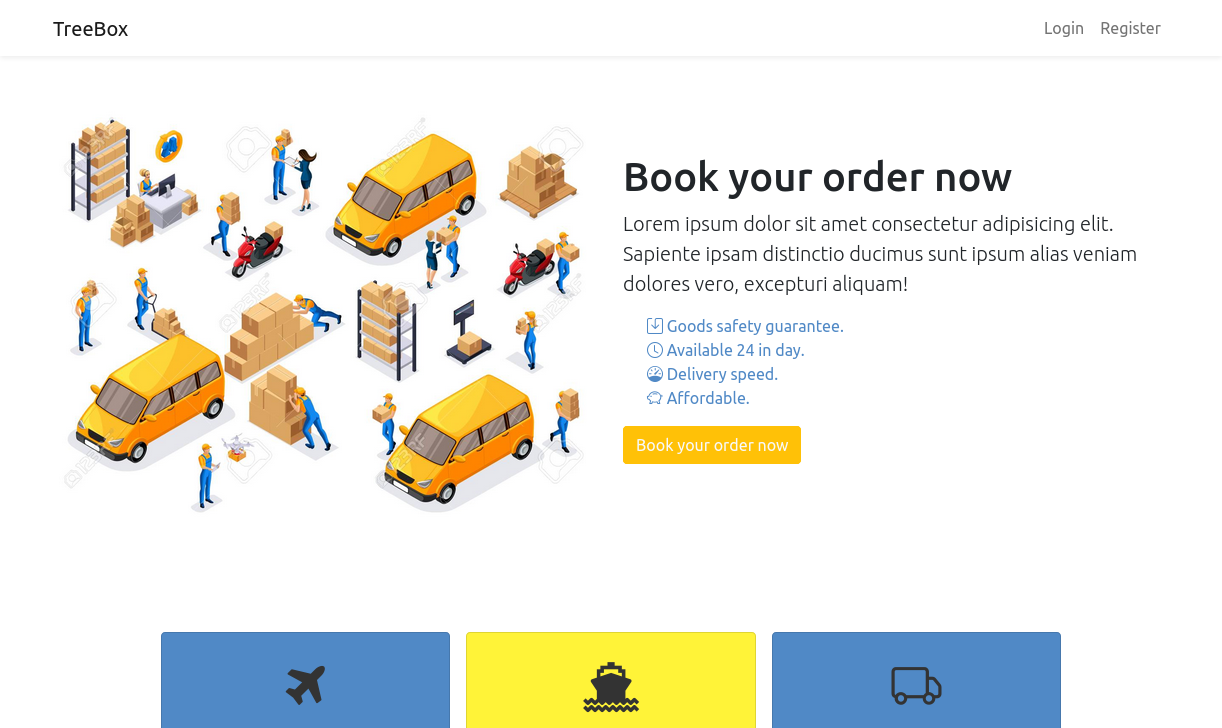 TreeBox
Login Register
Book your order now
Lorem ipsum dolor sit amet consectetur adipisicing elit.
Sapiente ipsam distinctio ducimus sunt ipsum alias veniam
dolores vero, excepturi aliquam!
Goods safety guarantee.
Available 24 in day.
Delivery speed.
Affordable.
Book your order now